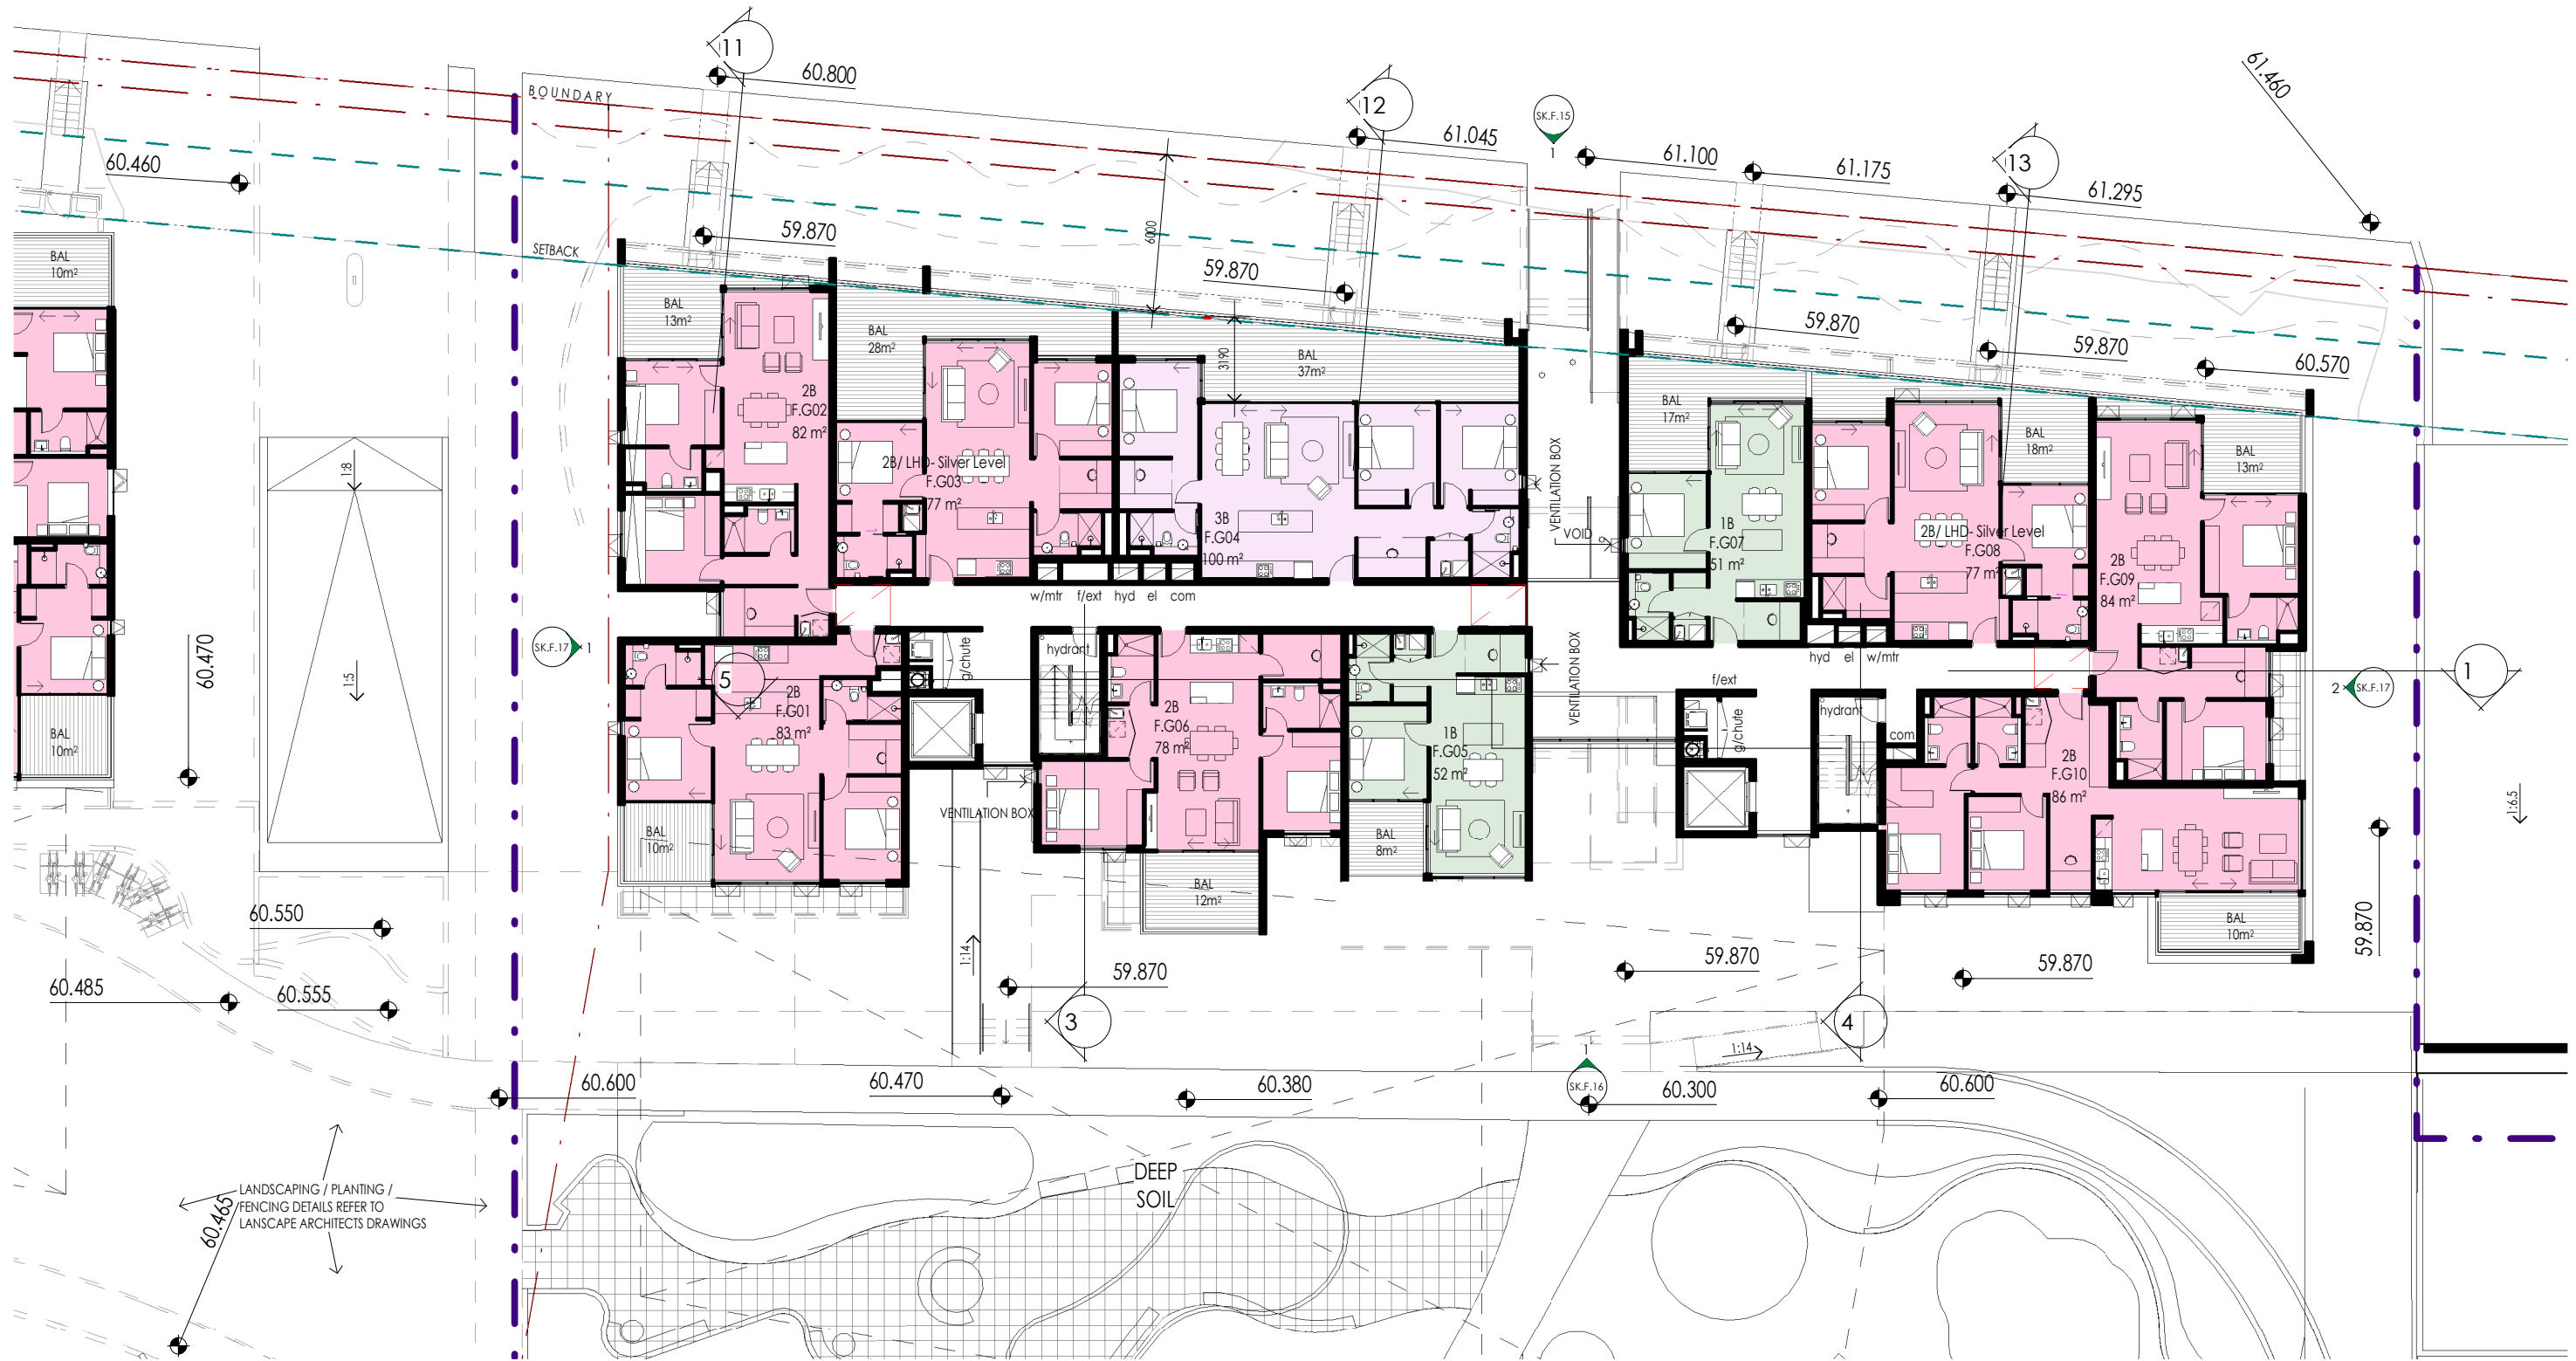 11
60.800
BOUNDARY
12
61.045
SK.F.15
1
61.100
61.175
13
61.295
61.460
60.460
SETBACK
59.870
6000
59.870
59.870
59.870
60.570
BAL
10m²
BAL
13m²
BAL
28m²
3190
BAL
37m²
BAL
17m²
BAL
18m²
BAL
13m²
2B
F.G02
82 m²
2B/ LHD- Silver Level
F.G03
77 m²
3B
F.G04
100 m²
VENTILATION BOX
VOID
1B
F.G07
51 m²
2B/ LHD- Silver Level
F.G08
77 m²
2B
F.G09
84 m²
1:8
1:5
w/mtr
f/ext
hyd
el
com
60.470
SK.F.17
1
5
2B
F.G01
83 m²
g/chute
hydrant
2B
F.G06
78 m²
1B
F.G05
52 m²
VENTILATION BOX
hyd
el
w/mtr
f/ext
g/chute
hydrant
com
2B
F.G10
86 m²
2
SK.F.17
1
BAL
10m²
BAL
10m²
VENTILATION BOX
BAL
12m²
BAL
8m²
BAL
10m²
1:6.5
59.870
60.550
60.485
60.555
1:14
59.870
59.870
59.870
3
4
1:14
1
SK.F.16
60.600
60.470
60.380
60.300
60.600
DEEP
SOIL
LANDSCAPING / PLANTING /
FENCING DETAILS REFER TO
LANSCAPE ARCHITECTS DRAWINGS
60.465